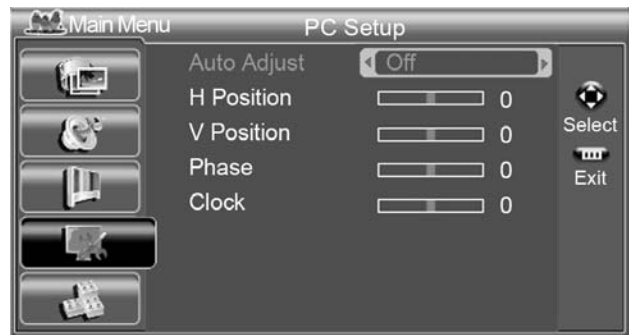 Main Menu PC Setup
Auto Adjust Off
H Position 0
V Position 0
Phase 0
Clock 0
Select
Exit